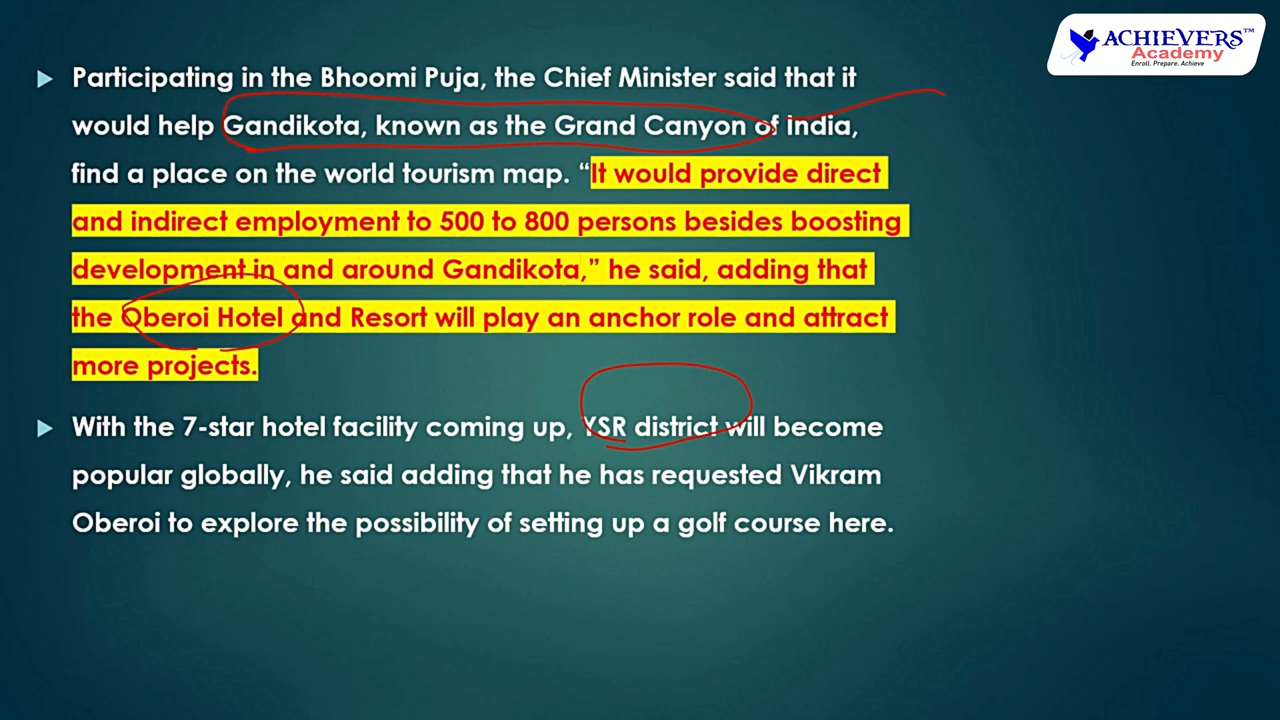 ACHIEVERS™
Academy
Enroll. Prepare. Achieve
Participating in the Bhoomi Puja, the Chief Minister said that it
would help Gandikota, known as the Grand Canyon of India,
find a place on the world tourism map. “It would provide direct
and indirect employment to 500 to 800 persons besides boosting
development in and around Gandikota,” he said, adding that
the Oberoi Hotel and Resort will play an anchor role and attract
more projects.
With the 7-star hotel facility coming up, YSR district will become
popular globally, he said adding that he has requested Vikram
Oberoi to explore the possibility of setting up a golf course here.